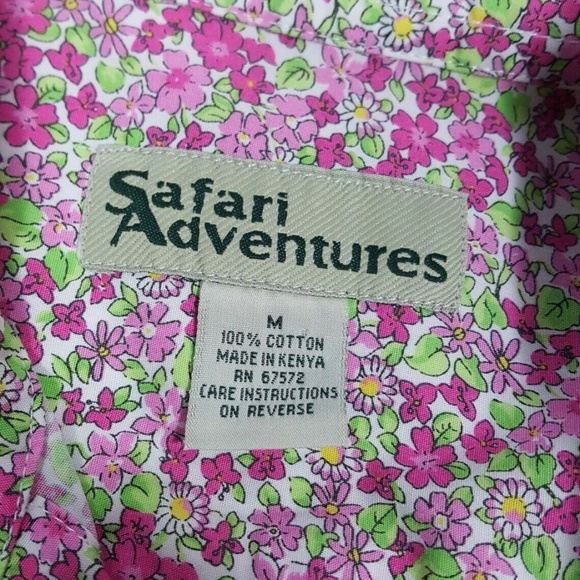 Safari
Adventures
M
100% COTTON
MADE IN KENYA
RN 67572
CARE INSTRUCTIONS
ON REVERSE